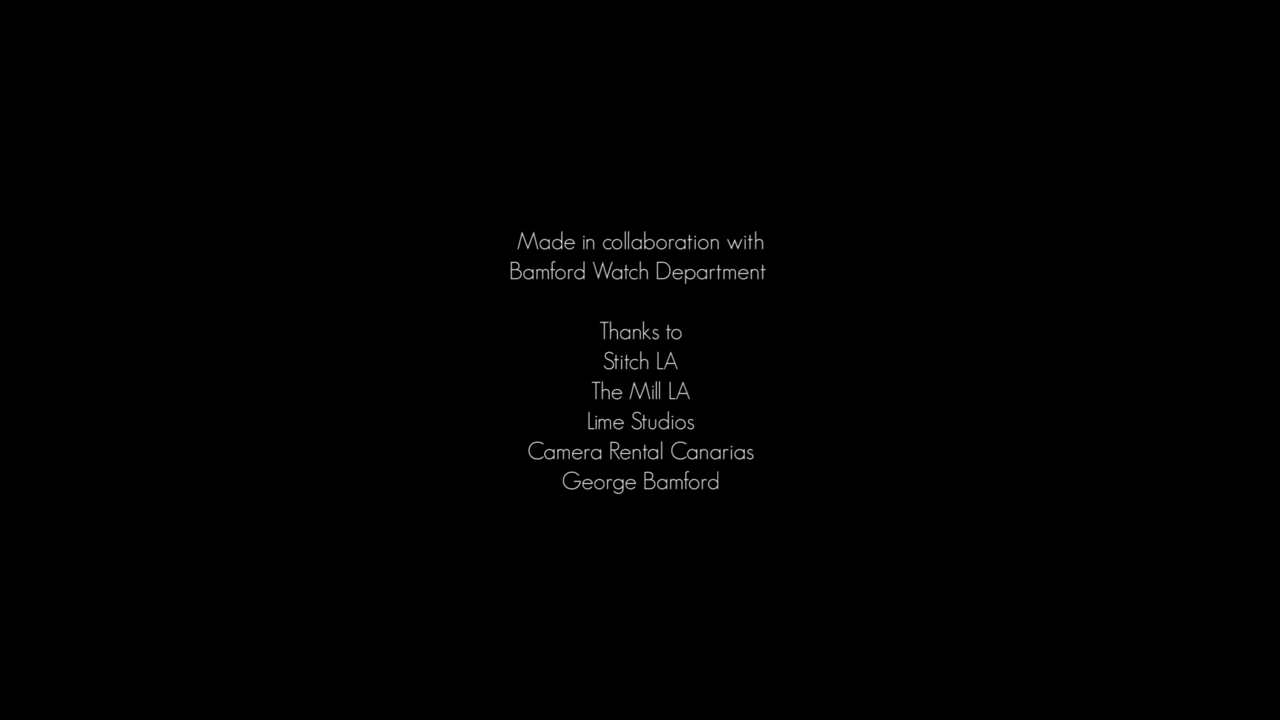 Made in collaboration with
Bamford Watch Department
Thanks to
Stitch LA
The Mill LA
Lime Studios
Camera Rental Canarias
George Bamford